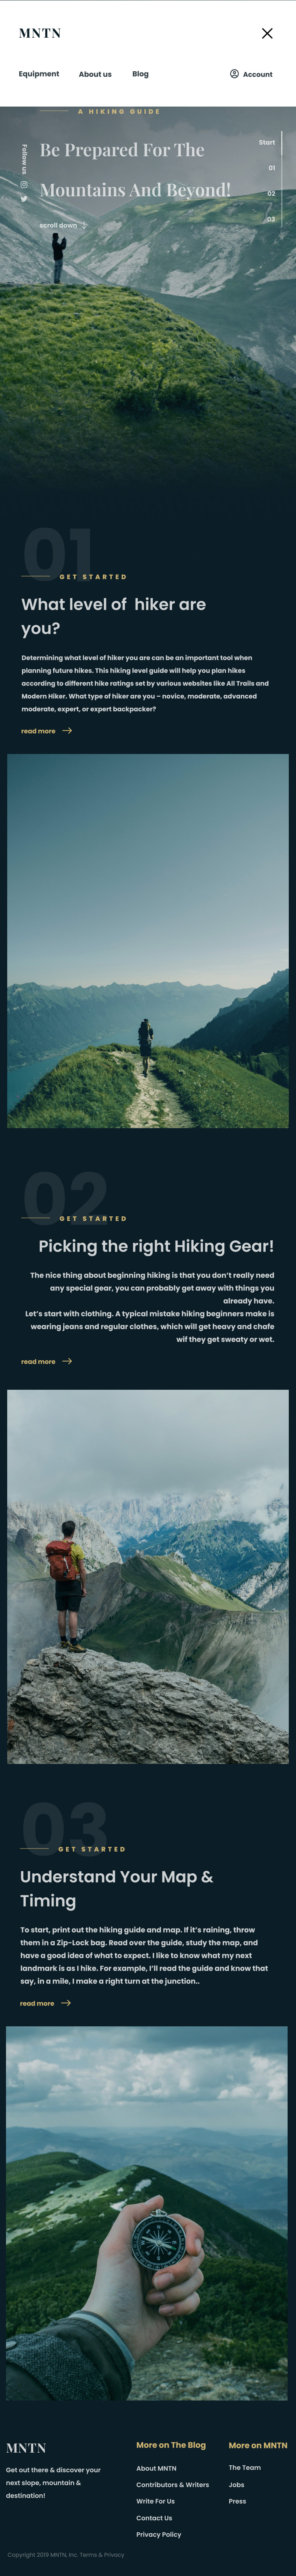 MNTN
Equipment About us Blog Account
A HIKING GUIDE
Follow us
Be Prepared For The
Mountains And Beyond!
scroll down
Start
01
02
03
01
GET STARTED
What level of hiker are
you?
Determining what level of hiker you are can be an important tool when
planning future hikes. This hiking level guide will help you plan hikes
according to different hike ratings set by various websites like All Trails and
Modern Hiker. What type of hiker are you – novice, moderate, advanced
moderate, expert, or expert backpacker?
read more
02
GET STARTED
Picking the right Hiking Gear!
The nice thing about beginning hiking is that you don't really need
any special gear, you can probably get away with things you
already have.
Let's start with clothing. A typical mistake hiking beginners make is
wearing jeans and regular clothes, which will get heavy and chafe
wif they get sweaty or wet.
read more
03
GET STARTED
Understand Your Map &
Timing
To start, print out the hiking guide and map. If it's raining, throw
them in a Zip-Lock bag. Read over the guide, study the map, and
have a good idea of what to expect. I like to know what my next
landmark is as I hike. For example, I'll read the guide and know that
say, in a mile, I make a right turn at the junction..
read more
MNTN
Get out there & discover your
next slope, mountain &
destination!
More on The Blog
About MNTN
Contributors & Writers
Write For Us
Contact Us
Privacy Policy
More on MNTN
The Team
Jobs
Press
Copyright 2019 MNTN, Inc. Terms & Privacy